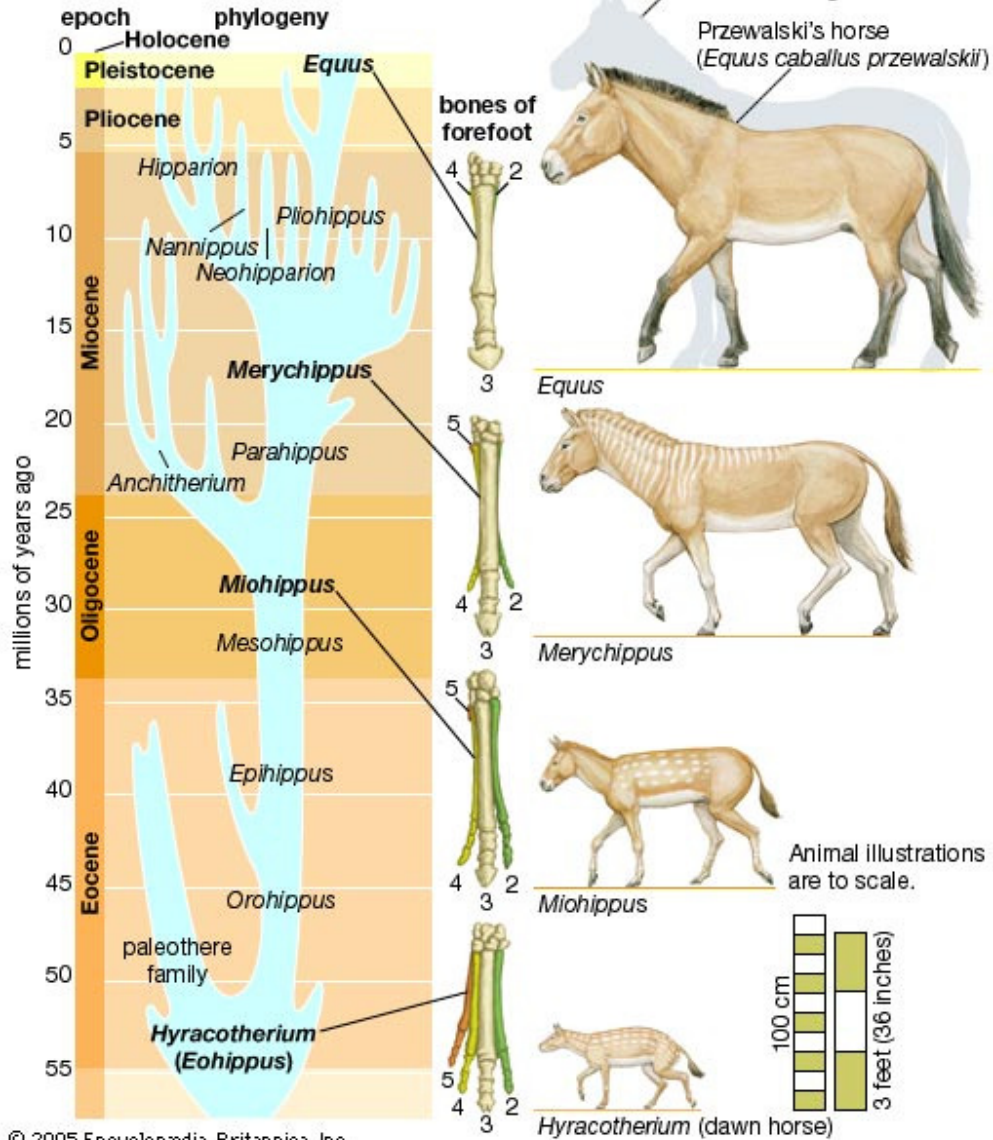 epoch
phylogeny
0
Holocene
Pleistocene
Equus
Przewalski's horse
(Equus caballus przewalskii)
bones of
forefoot
Pliocene
5
Hipparion
4
2
Pliohippus
10
Nannippus
Neohipparion
Miocene
15
3
Equus
Merychippus
20
5
Parahippus
Anchitherium
millions of years ago
25
Oligocene
Miohippus
4
2
30
3
Merychippus
Mesohippus
35
5
Epihippus
40
Eocene
Animal illustrations
are to scale.
45
4
2
3
Miohippus
Orohippus
paleothere
family
50
100 cm
3 feet (36 inches)
Hyracotherium
(Eohippus)
55
5
4
2
3
Hyracotherium (dawn horse)
© 2005 Encyclopædia Britannica, Inc.